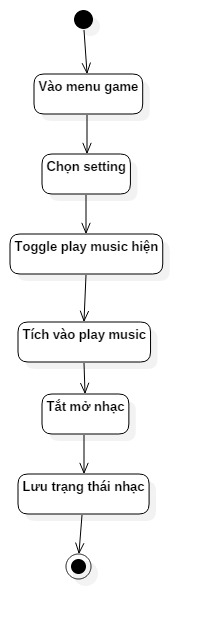 Vào menu game
Chọn setting
Toggle play music hiện
Tích vào play music
Tắt mở nhạc
Lưu trạng thái nhạc